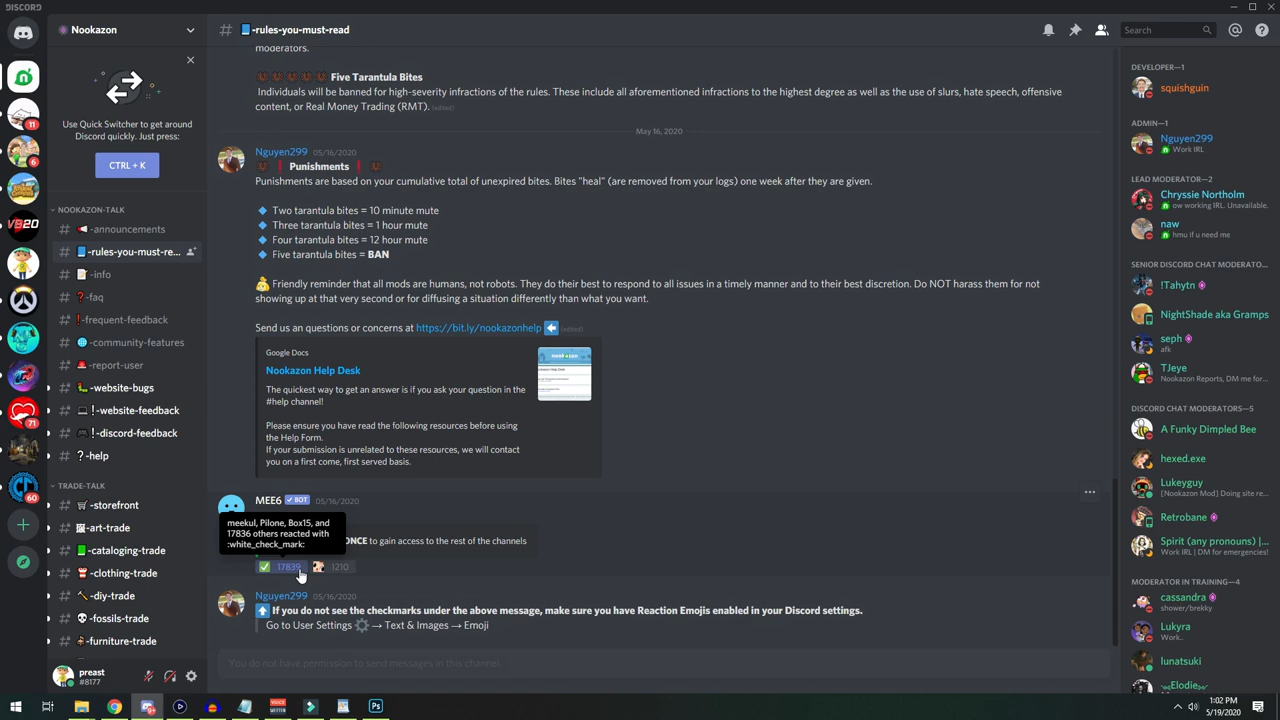 DISCORD
Nookazon
-rules-you-must-read
Search
Use Quick Switcher to get around
Discord quickly. Just press:
CTRL + K
11
6
VB20
71
60
NOOKAZON-TALK
-announcements
-rules-you-must-re...
-info
-faq
-frequent-feedback
-community-features
-report-user
-website-bugs
-website-feedback
-discord-feedback
-help
TRADE-TALK
-storefront
-art-trade
-cataloging-trade
-clothing-trade
-diy-trade
-fossils-trade
-furniture-trade
preast
#8177
moderators.
Five Tarantula Bites
Individuals will be banned for high-severity infractions of the rules. These include all aforementioned infractions to the highest degree as well as the use of slurs, hate speech, offensive
content, or Real Money Trading (RMT). (edited)
May 16, 2020
Nguyen299 05/16/2020
Punishments
Punishments are based on your cumulative total of unexpired bites. Bites "heal" (are removed from your logs) one week after they are given.
Two tarantula bites = 10 minute mute
Three tarantula bites = 1 hour mute
Four tarantula bites = 12 hour mute
Five tarantula bites = BAN
Friendly reminder that all mods are humans, not robots. They do their best to respond to all issues in a timely manner and to their best discretion. Do NOT harass them for not
showing up at that very second or for diffusing a situation differently than what you want.
Send us an questions or concerns at https://bit.ly/nookazonhelp (edited)
Google Docs
Nookazon Help Desk
The quickest way to get an answer is if you ask your question in the
#help channel!
Please ensure you have read the following resources before using
the Help Form.
If your submission is unrelated to these resources, we will contact
you on a first come, first served basis.
MEE6 BOT 05/16/2020
meekul, Pilone, Box15, and
17836 others reacted with
:white_check_mark:
ONCE to gain access to the rest of the channels
17839 1210
Nguyen299 05/16/2020
If you do not see the checkmarks under the above message, make sure you have Reaction Emojis enabled in your Discord settings.
Go to User Settings → Text & Images → Emoji
You do not have permission to send messages in this channel.
DEVELOPER—1
squishguin
ADMIN—1
Nguyen299
Work IRL
LEAD MODERATOR—2
Chryssie Northolm
ow working IRL. Unavailable.
naw
hmu if u need me
SENIOR DISCORD CHAT MODERATO...
!Tahytn
NightShade aka Gramps
seph
afk
TJeye
Nookazon Reports, DM me for...
DISCORD CHAT MODERATORS—5
A Funky Dimpled Bee
hexed.exe
Lukeyguy
[Nookazon Mod] Doing site re...
Retrobane
Spirit (any pronouns) |...
Work IRL | DM for emergencies!
MODERATOR IN TRAINING—4
cassandra
shower/brekky
Lukyra
Work..
lunatsuki
~Elodie~
1:02 PM
5/19/2020